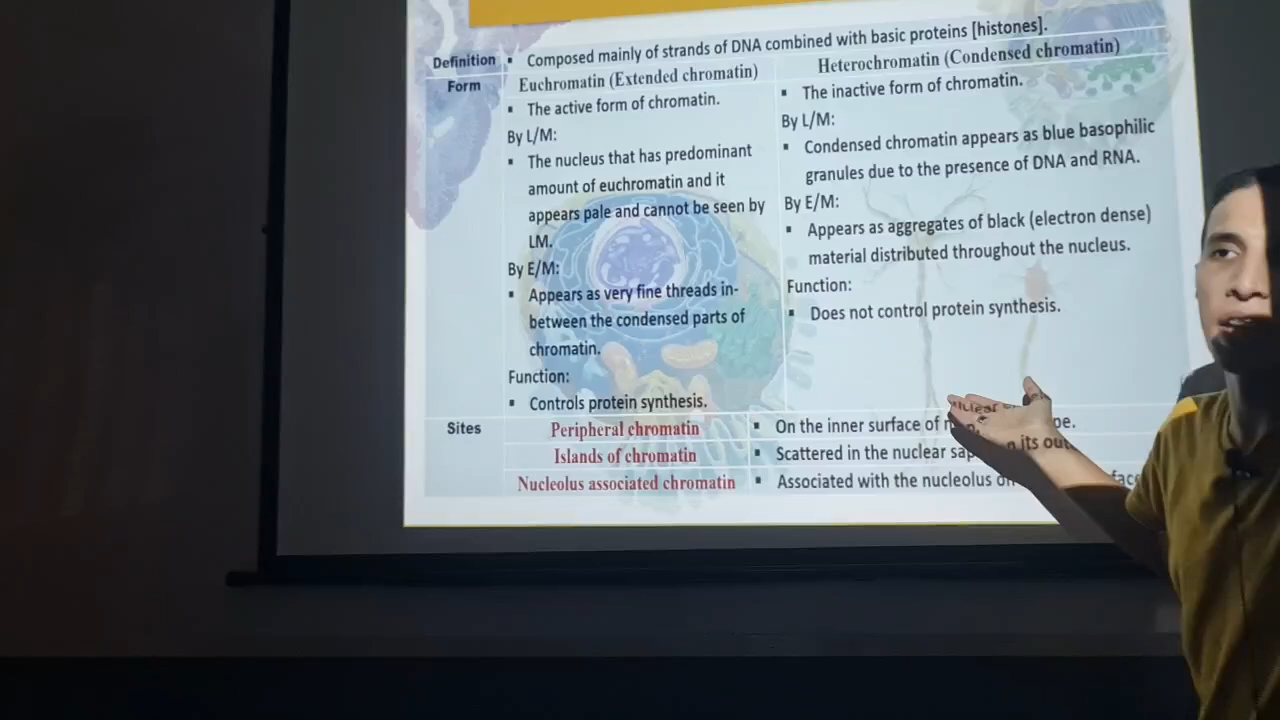 Definition ▪ Composed mainly of strands of DNA combined with basic proteins [histones].
Form
Euchromatin (Extended chromatin)
▪ The active form of chromatin.
By L/M:
▪ The nucleus that has predominant
amount of euchromatin and it
appears pale and cannot be seen by
LM.
By E/M:
▪ Appears as very fine threads in-
between the condensed parts of
chromatin.
Function:
▪ Controls protein synthesis.
Heterochromatin (Condensed chromatin)
▪ The inactive form of chromatin.
By L/M:
▪ Condensed chromatin appears as blue basophilic
granules due to the presence of DNA and RNA.
By E/M:
▪ Appears as aggregates of black (electron dense)
material distributed throughout the nucleus.
Function:
▪ Does not control protein synthesis.
Sites
Peripheral chromatin ▪ On the inner surface of
Islands of chromatin ▪ Scattered in the nuclear
Nucleolus associated chromatin ▪ Associated with the nucleolus